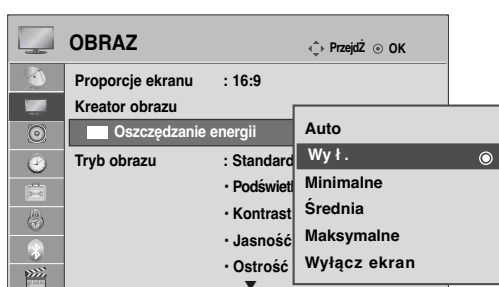 OBRAZ
PrzejdŹ OK
Proporcje ekranu : 16:9
Kreator obrazu
Oszczędzanie energii
Tryb obrazu : Standard
• Podświetl
• Kontrast
• Jasność
• Ostrość
Auto
Wył.
Minimalne
Średnia
Maksymalne
Wyłącz ekran